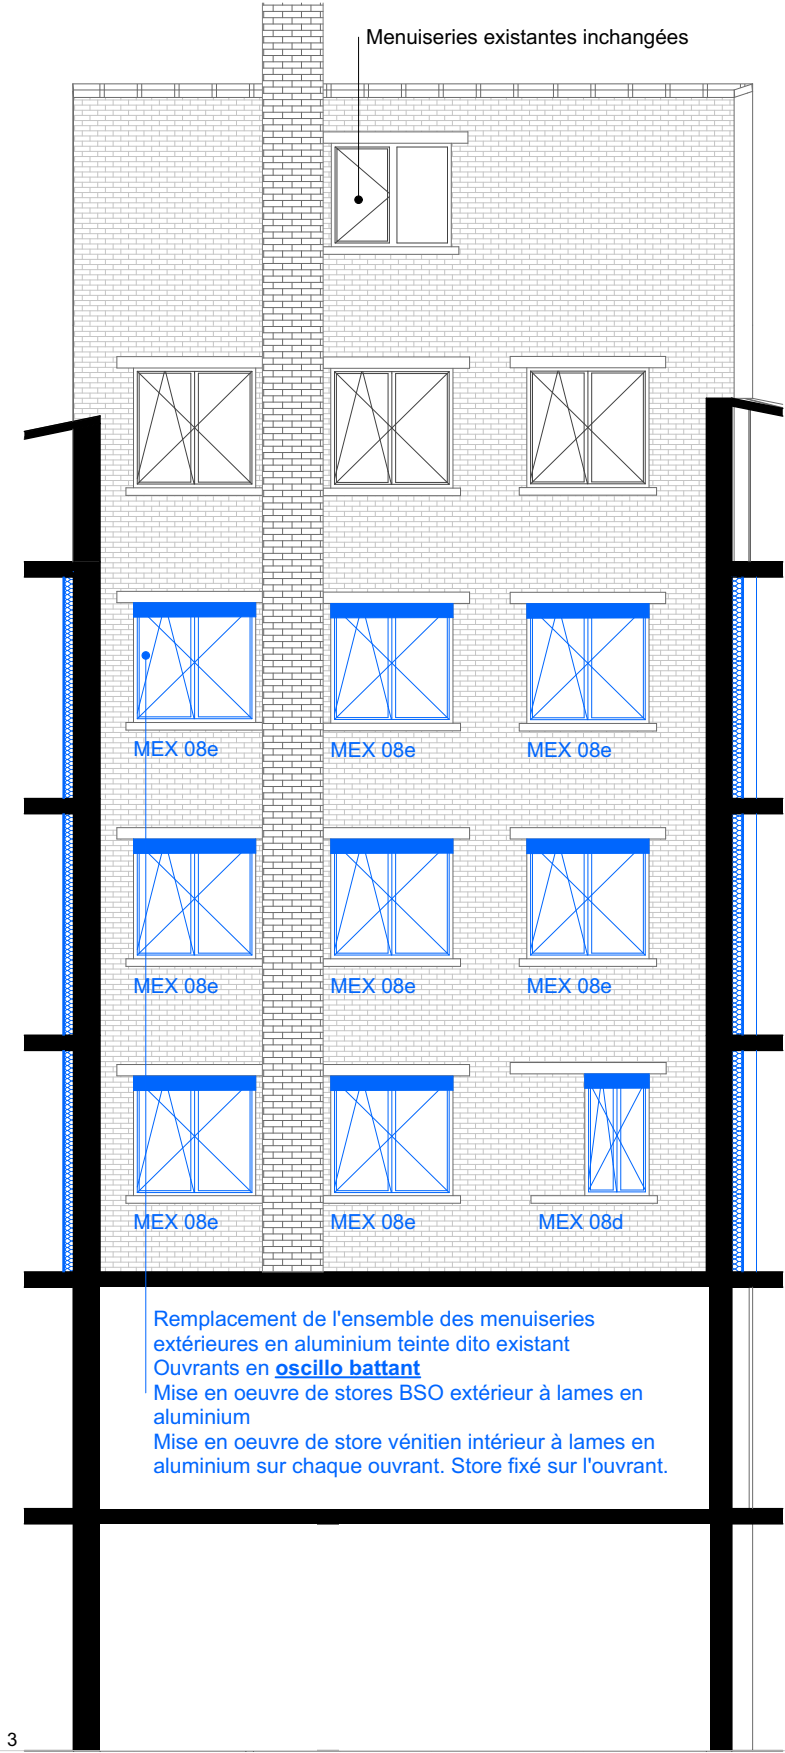 Menuiseries existantes inchangées
MEX 08e MEX 08e MEX 08e
MEX 08e MEX 08e MEX 08e
MEX 08e MEX 08e MEX 08d
Remplacement de l'ensemble des menuiseries
extérieures en aluminium teinte dito existant
Ouvrants en oscillo battant
Mise en oeuvre de stores BSO extérieur à lames en
aluminium
Mise en oeuvre de store vénitien intérieur à lames en
aluminium sur chaque ouvrant. Store fixé sur l'ouvrant.
3